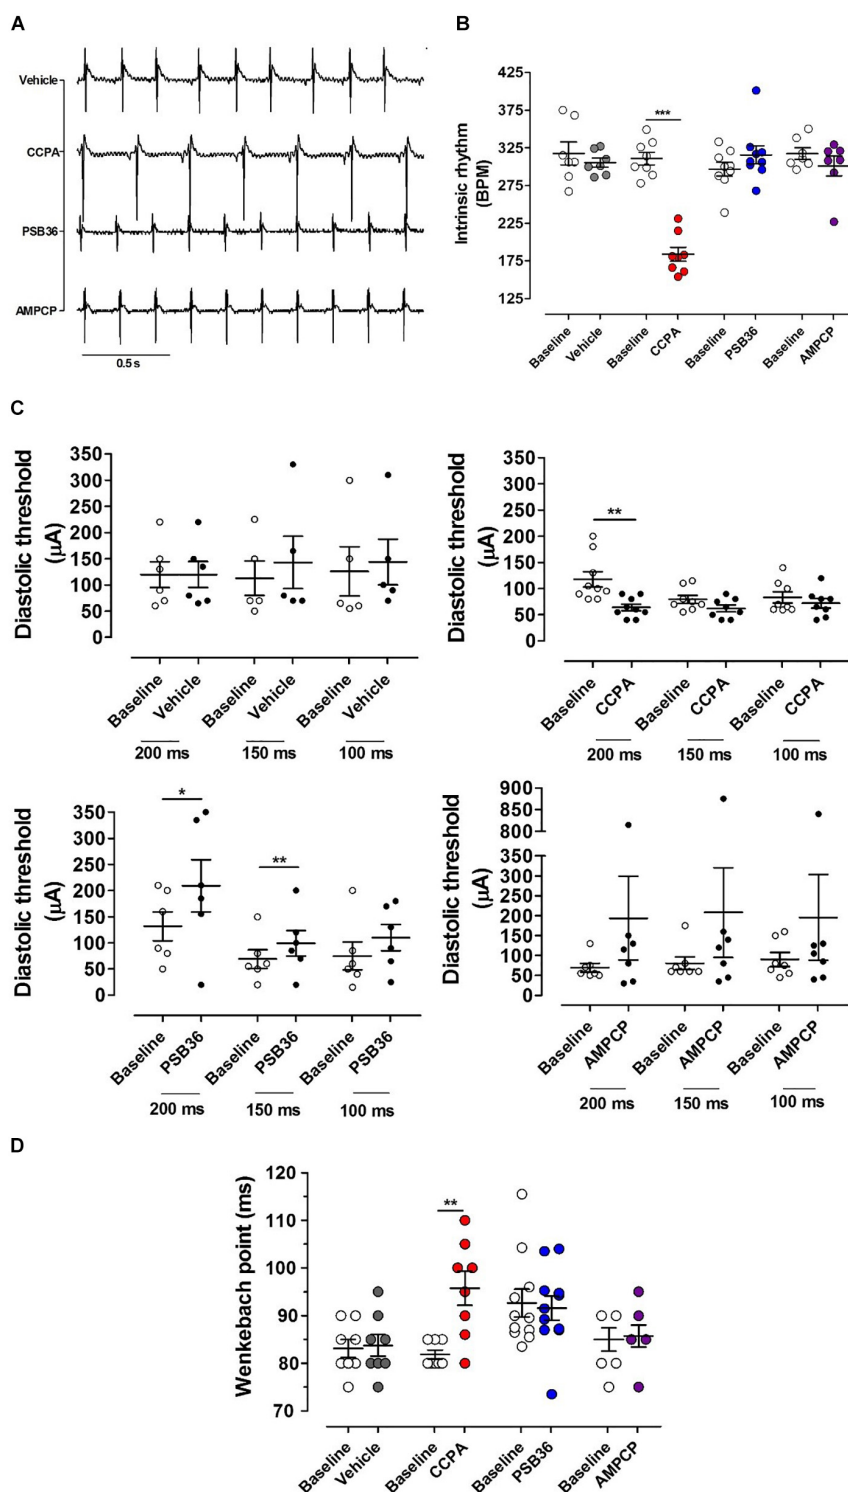 A
Vehicle
CCPA
PSB36
AMPCP
0.5 s
B
Intrinsic rhythm
(BPM)
425
375
325
275
225
175
125
***
Baseline
Vehicle
Baseline
CCPA
Baseline
PSB36
Baseline
AMPCP
C
Diastolic threshold
(μA)
350
300
250
200
150
100
50
0
Baseline
Vehicle
Baseline
Vehicle
Baseline
Vehicle
200 ms
150 ms
100 ms
Diastolic threshold
(μA)
350
300
250
200
150
100
50
0
**
Baseline
CCPA
Baseline
CCPA
Baseline
CCPA
200 ms
150 ms
100 ms
Diastolic threshold
(μA)
350
300
250
200
150
100
50
0
*
**
Baseline
PSB36
Baseline
PSB36
Baseline
PSB36
200 ms
150 ms
100 ms
Diastolic threshold
(μA)
900
850
800
350
300
250
200
150
100
50
0
Baseline
AMPCP
Baseline
AMPCP
Baseline
AMPCP
200 ms
150 ms
100 ms
D
Wenkebach point (ms)
120
110
100
90
80
70
**
Baseline
Vehicle
Baseline
CCPA
Baseline
PSB36
Baseline
AMPCP